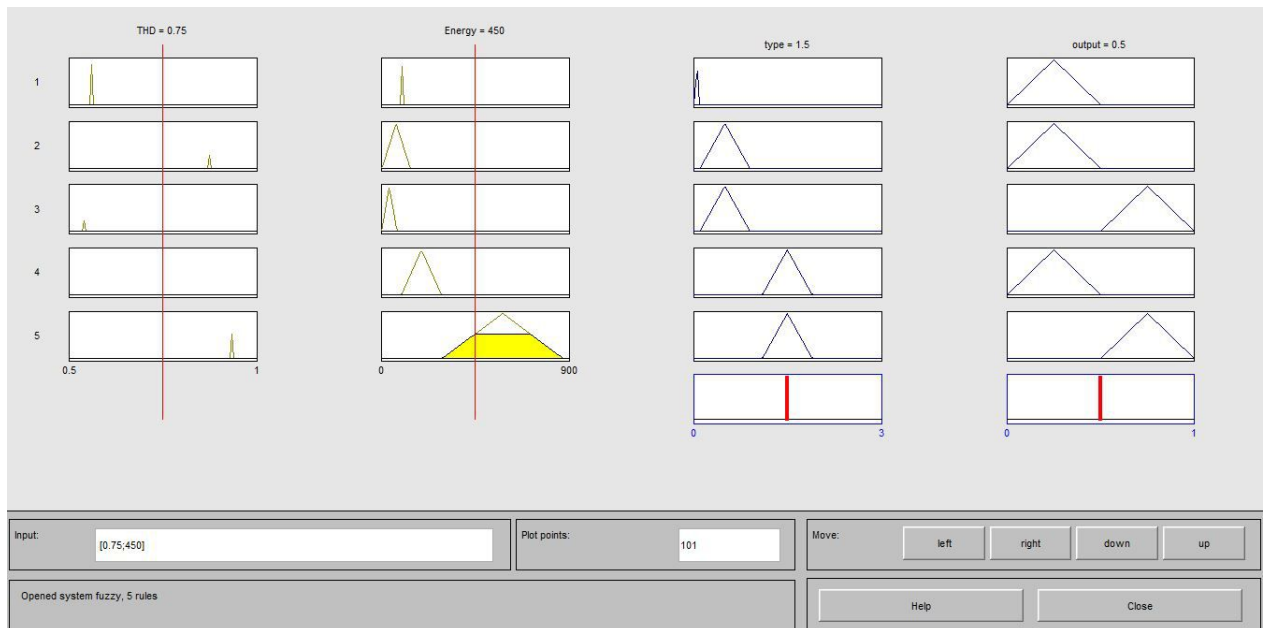 THD = 0.75
Energy = 450
type = 1.5
output = 0.5
1
2
3
4
5
0.5
1
0
900
0
3
0
1
Input:
[0.75;450]
Plot points:
101
Move:
left
right
down
up
Opened system fuzzy, 5 rules
Help
Close